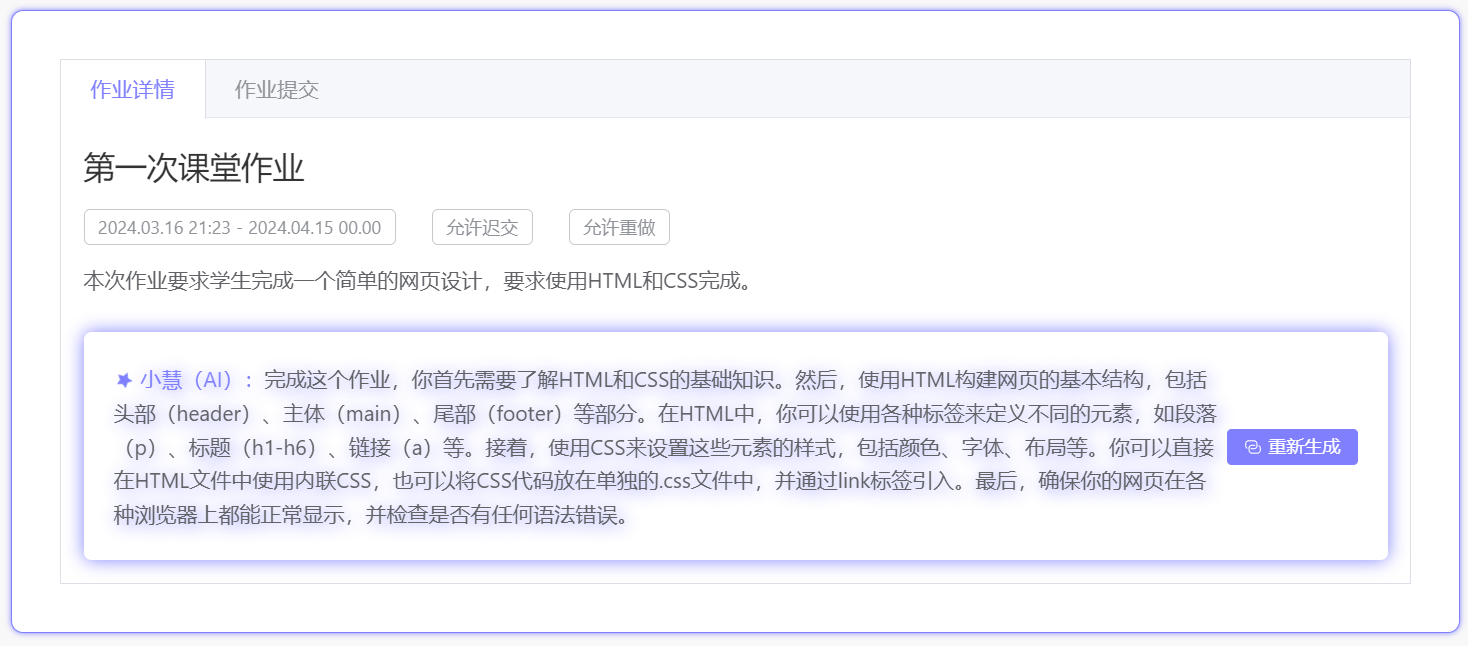 作业详情
作业提交
第一次课堂作业
2024.03.16 21:23 - 2024.04.15 00.00
允许迟交
允许重做
本次作业要求学生完成一个简单的网页设计，要求使用HTML和CSS完成。
小慧（AI）：完成这个作业，你首先需要了解HTML和CSS的基础知识。然后，使用HTML构建网页的基本结构，包括
头部（header）、主体（main）、尾部（footer）等部分。在HTML中，你可以使用各种标签来定义不同的元素，如段落
（p）、标题（h1-h6）、链接（a）等。接着，使用CSS来设置这些元素的样式，包括颜色、字体、布局等。你可以直接
在HTML文件中使用内联CSS，也可以将CSS代码放在单独的.css文件中，并通过link标签引入。最后，确保你的网页在各
种浏览器上都能正常显示，并检查是否有任何语法错误。
重新生成